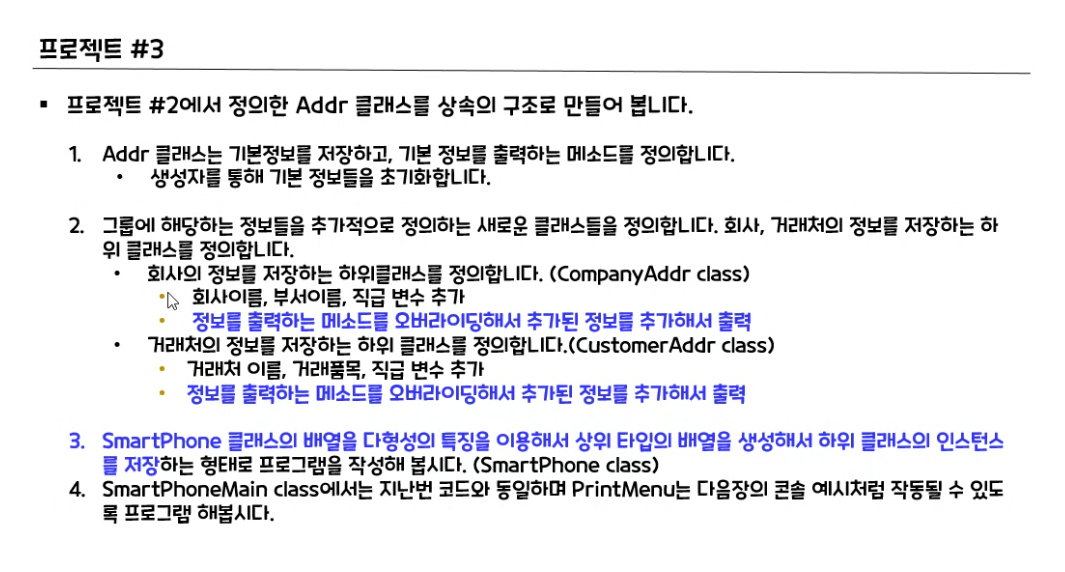 프로젝트 #3
▪ 프로젝트 #2에서 정의한 Addr 클래스를 상속의 구조로 만들어 봅니다.
1. Addr 클래스는 기본정보를 저장하고, 기본 정보를 출력하는 메소드를 정의합니다.
• 생성자를 통해 기본 정보들을 초기화합니다.
2. 그룹에 해당하는 정보들을 추가적으로 정의하는 새로운 클래스들을 정의합니다. 회사, 거래처의 정보를 저장하는 하
위 클래스를 정의합니다.
• 회사의 정보를 저장하는 하위클래스를 정의합니다. (CompanyAddr class)
• 회사이름, 부서이름, 직급 변수 추가
• 정보를 출력하는 메소드를 오버라이딩해서 추가된 정보를 추가해서 출력
• 거래처의 정보를 저장하는 하위 클래스를 정의합니다.(CustomerAddr class)
• 거래처 이름, 거래품목, 직급 변수 추가
• 정보를 출력하는 메소드를 오버라이딩해서 추가된 정보를 추가해서 출력
3. SmartPhone 클래스의 배열을 다형성의 특징을 이용해서 상위 타입의 배열을 생성해서 하위 클래스의 인스턴스
를 저장하는 형태로 프로그램을 작성해 봅시다. (SmartPhone class)
4. SmartPhoneMain class에서는 지난번 코드와 동일하며 PrintMenu는 다음장의 콘솔 예시처럼 작동될 수 있도
록 프로그램 해봅시다.